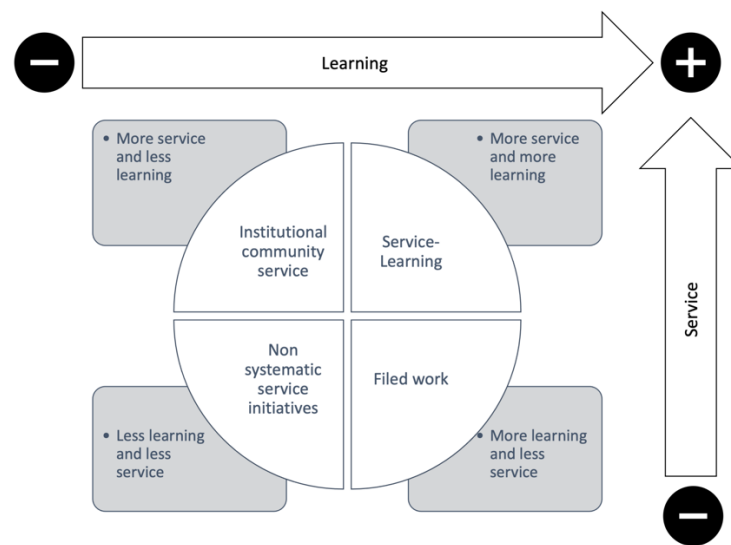 Learning
• More service
and less
learning
• More service
and more
learning
Institutional
community
service
Service-
Learning
Non
systematic
service
initiatives
Filed work
• Less learning
and less
service
• More learning
and less
service
Service